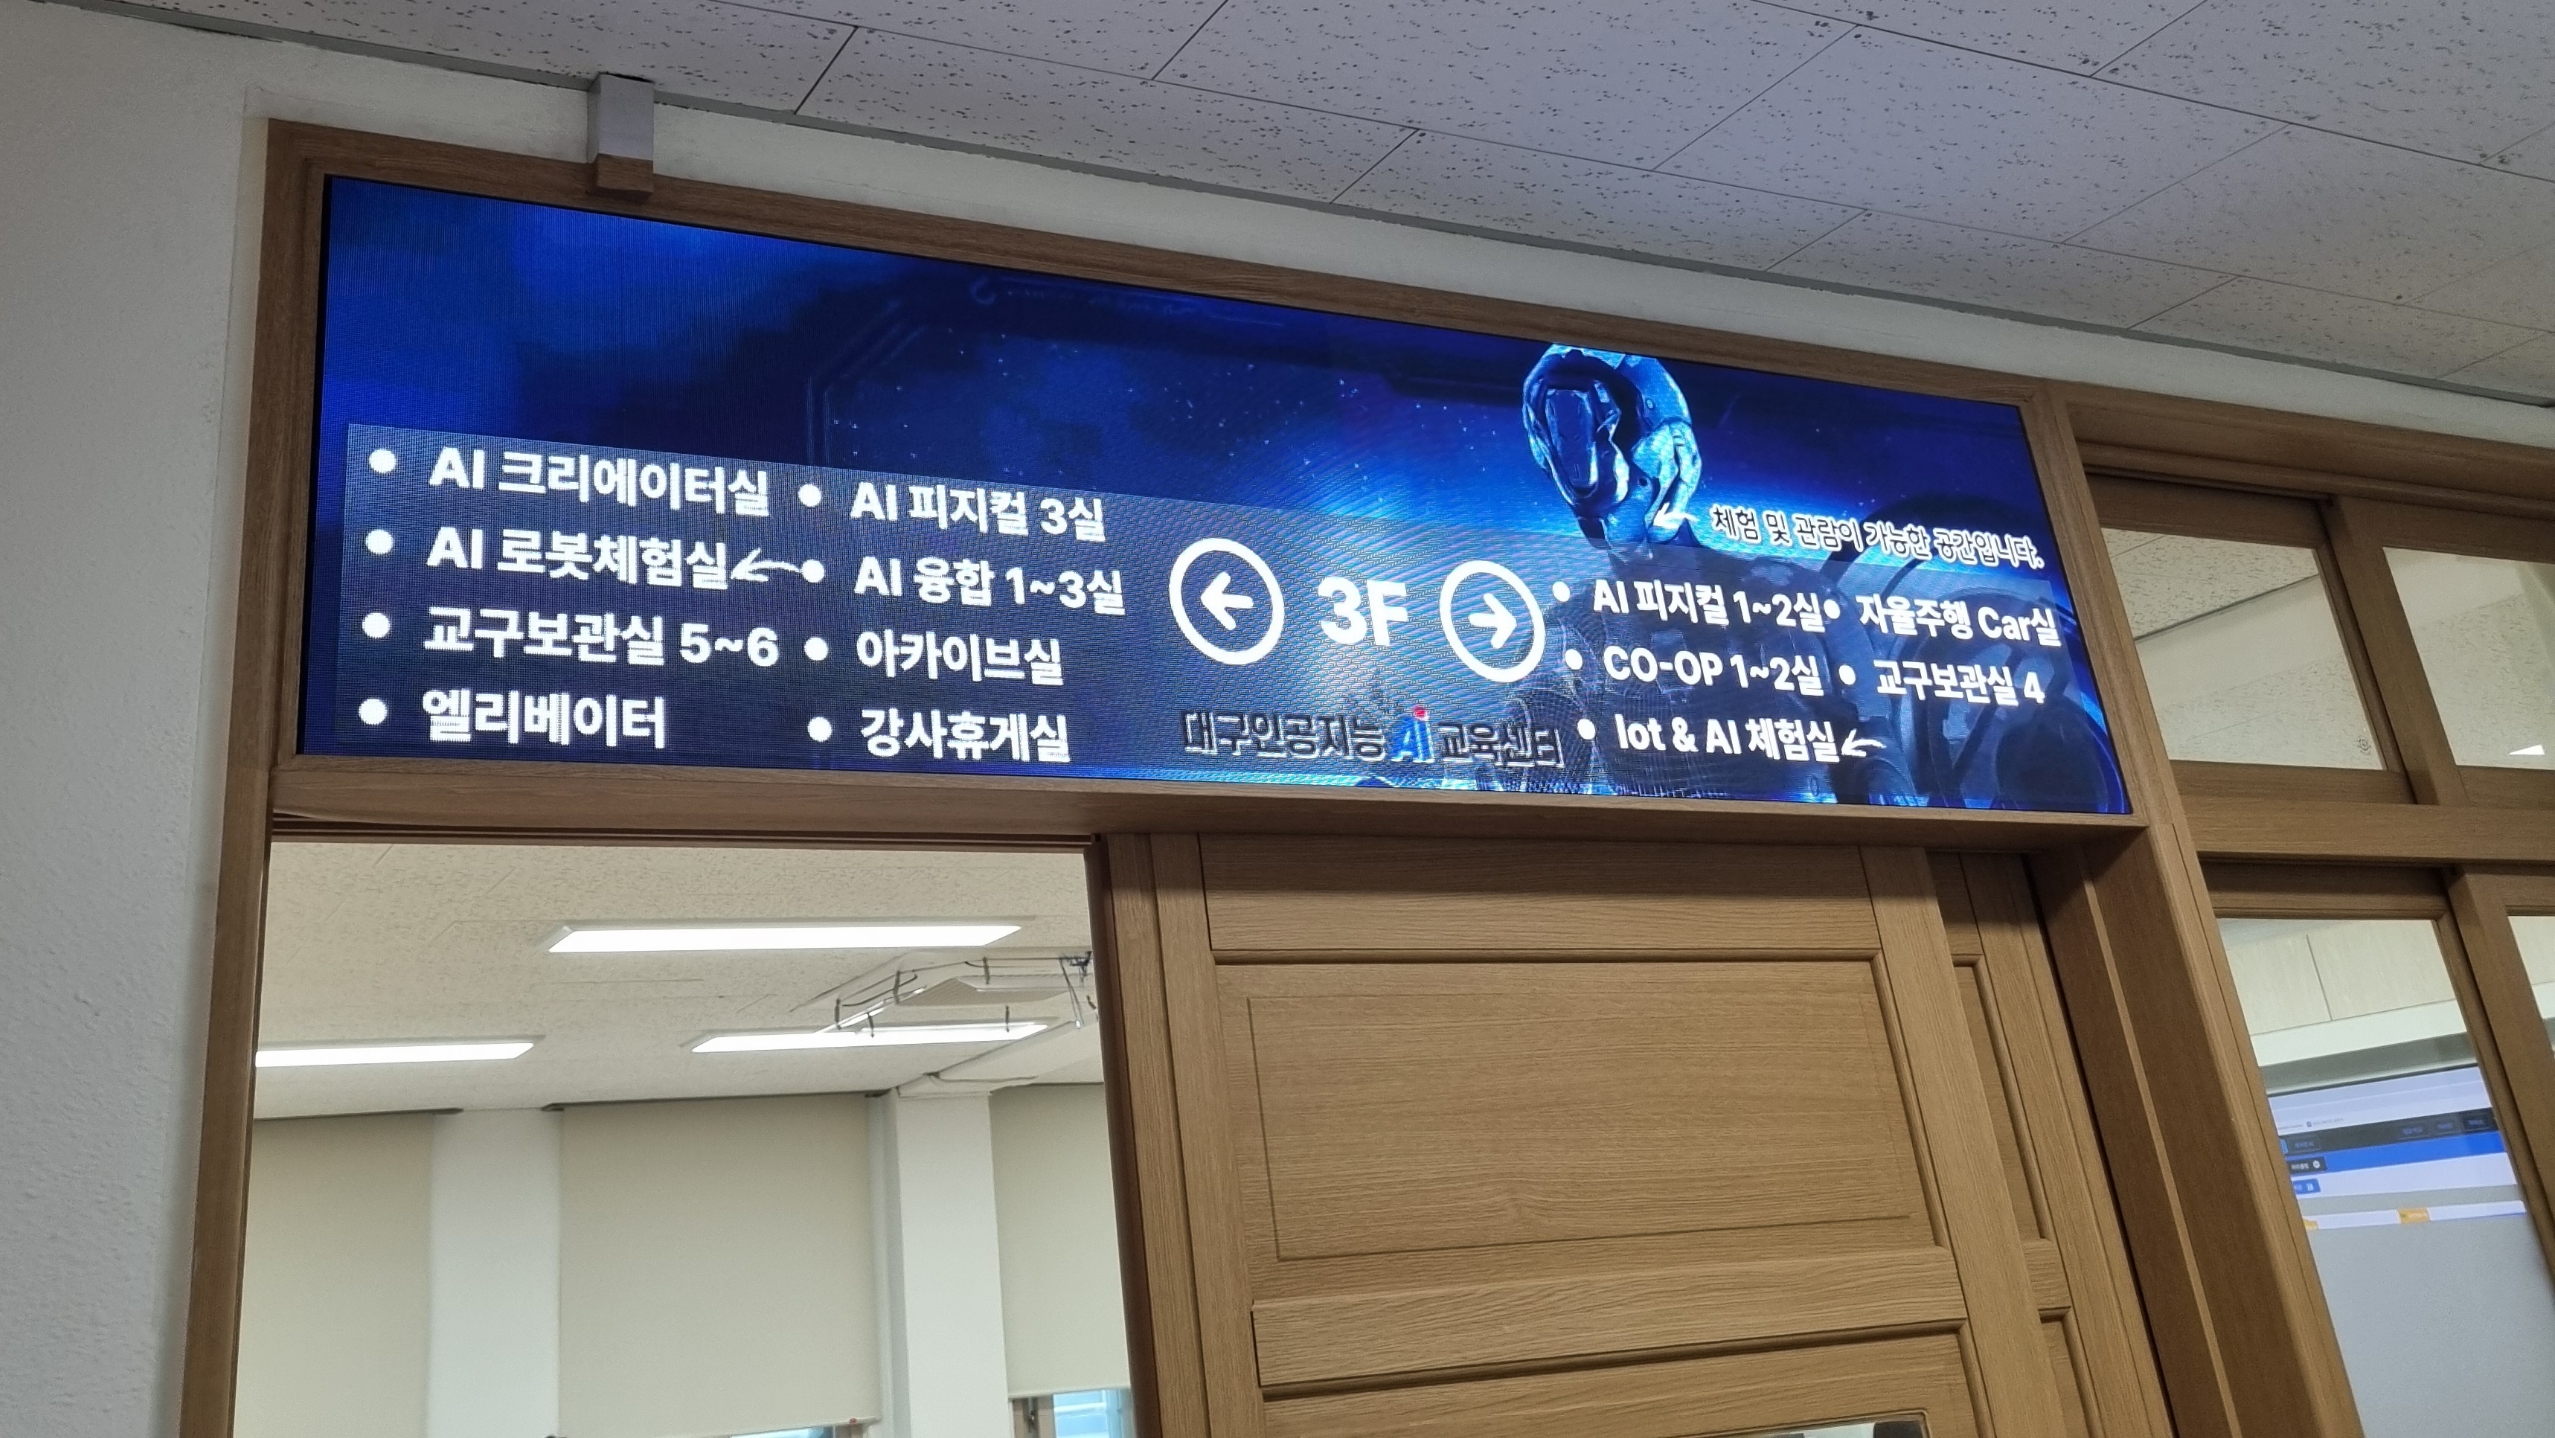 AI 크리에이터실
AI 로봇체험실
교구보관실 5~6
엘리베이터
AI 피지컬 3실
AI 융합 1~3실
아카이브실
강사휴게실
3F
대구인공지능 Ai 교육센터
체험 및 관람이 가능한 공간입니다.
AI 피지컬 1~2실
CO-OP 1~2실
Iot & AI 체험실
자율주행 Car실
교구보관실 4